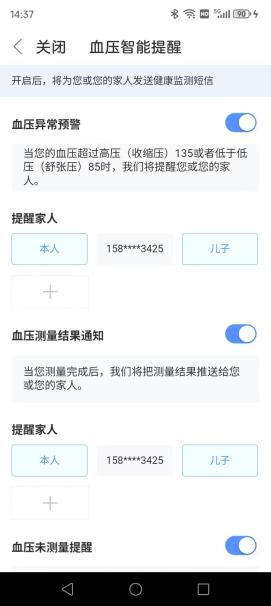 14:37
HD
5G
90
关闭
血压智能提醒
开启后，将为您或您的家人发送健康监测短信
血压异常预警
当您的血压超过高压（收缩压）135或者低于低
压（舒张压）85时，我们将提醒您或您的家
人。
提醒家人
本人
158****3425
儿子
血压测量结果通知
当您测量完成后，我们将把测量结果推送给您
或您的家人。
提醒家人
本人
158****3425
儿子
血压未测量提醒